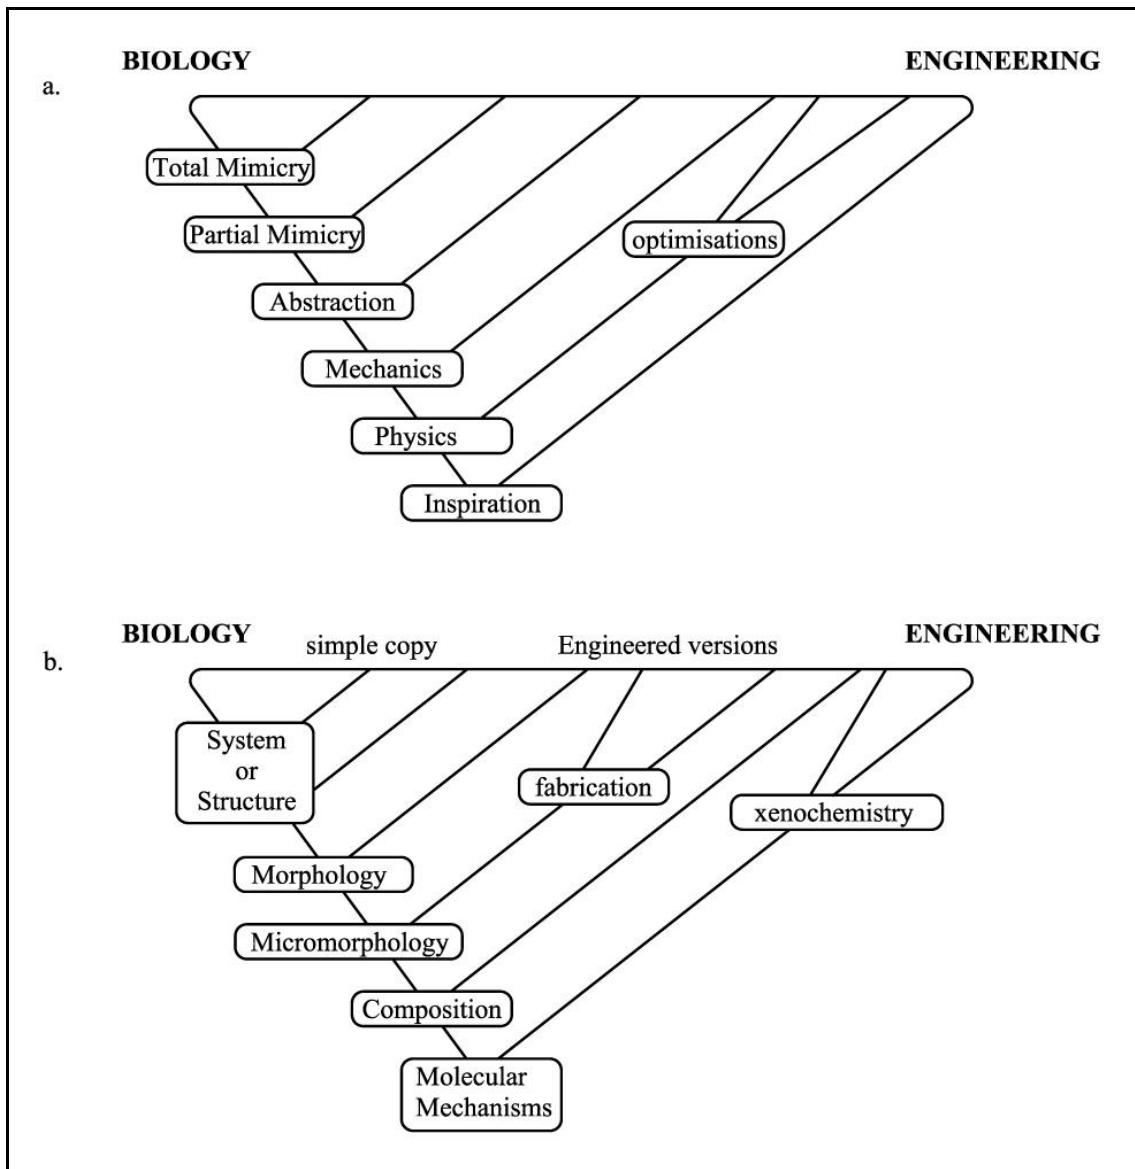 BIOLOGY
ENGINEERING
a.
Total Mimicry
Partial Mimicry
optimisations
Abstraction
Mechanics
Physics
Inspiration
BIOLOGY
simple copy
Engineered versions
ENGINEERING
b.
System
or
Structure
fabrication
xenochemistry
Morphology
Micromorphology
Composition
Molecular
Mechanisms